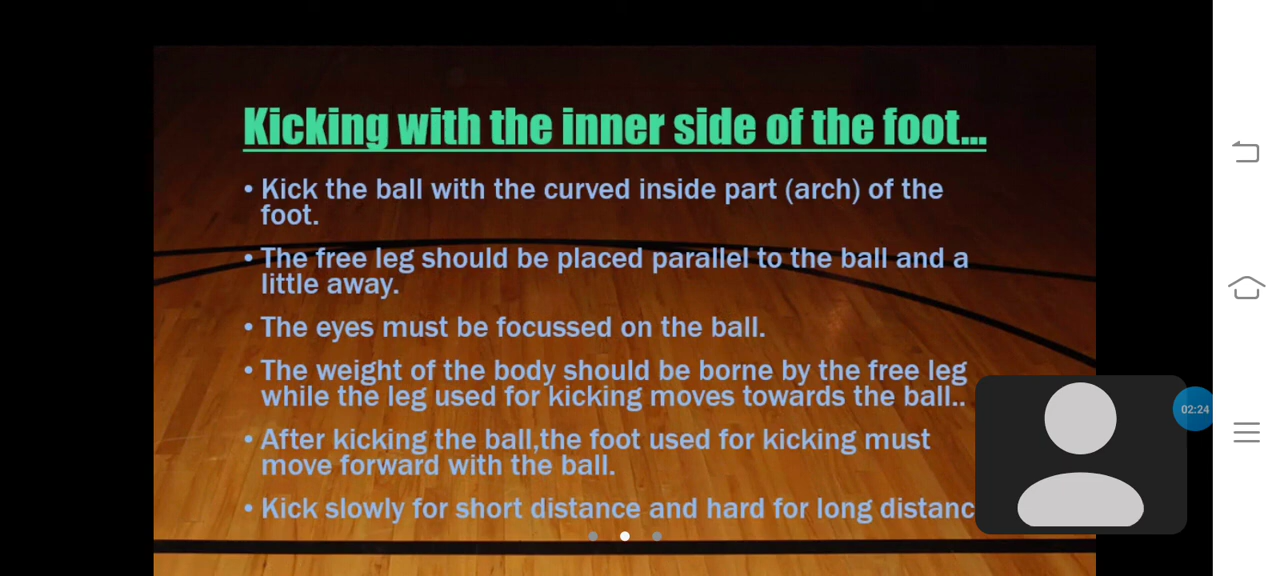 Kicking with the inner side of the foot...
• Kick the ball with the curved inside part (arch) of the
foot.
• The free leg should be placed parallel to the ball and a
little away.
• The eyes must be focussed on the ball.
• The weight of the body should be borne by the free leg
while the leg used for kicking moves towards the ball..
• After kicking the ball,the foot used for kicking must
move forward with the ball.
• Kick slowly for short distance and hard for long distanc
02:24